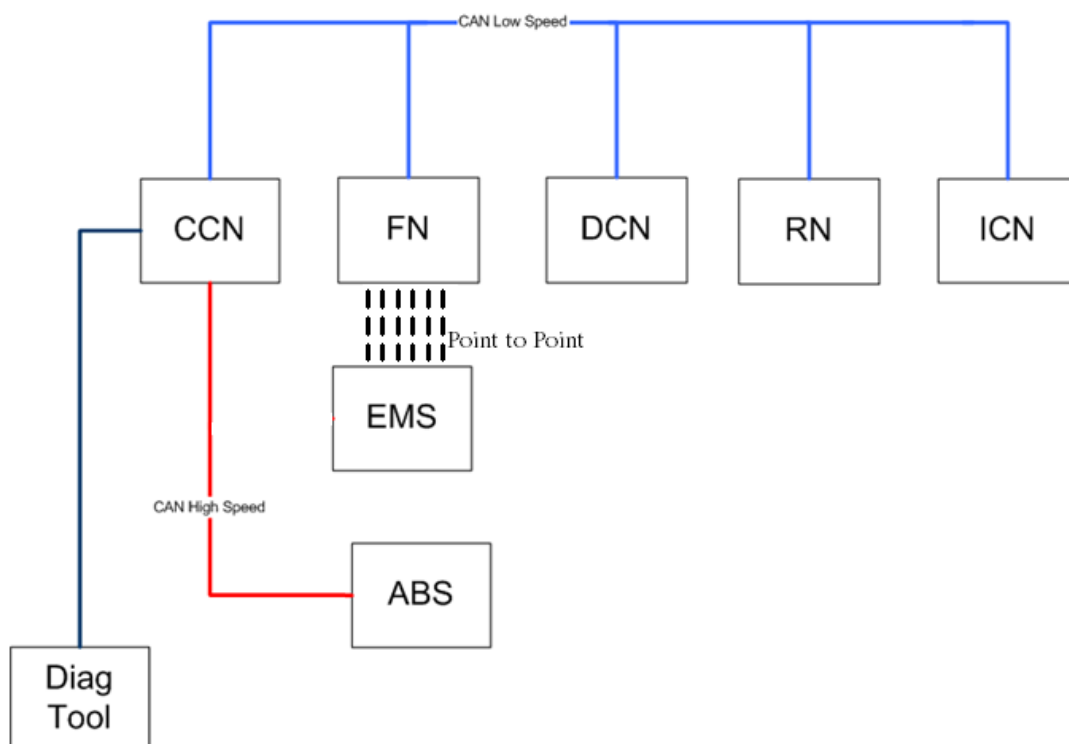 CAN Low Speed
CCN
FN
DCN
RN
ICN
Point to Point
EMS
CAN High Speed
ABS
Diag
Tool